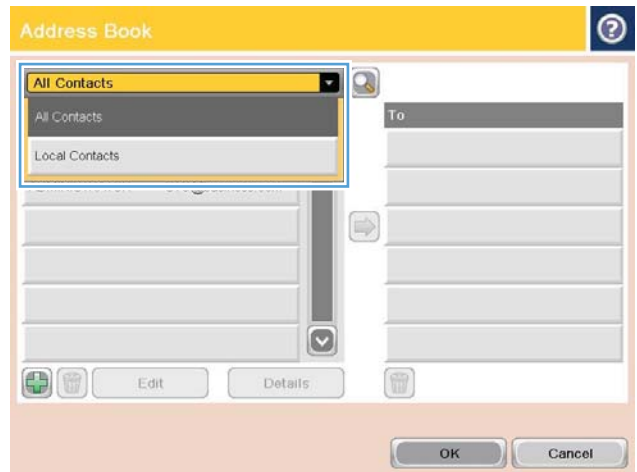 Address Book
?
All Contacts
All Contacts
To
Local Contacts
Edit
Details
OK
Cancel